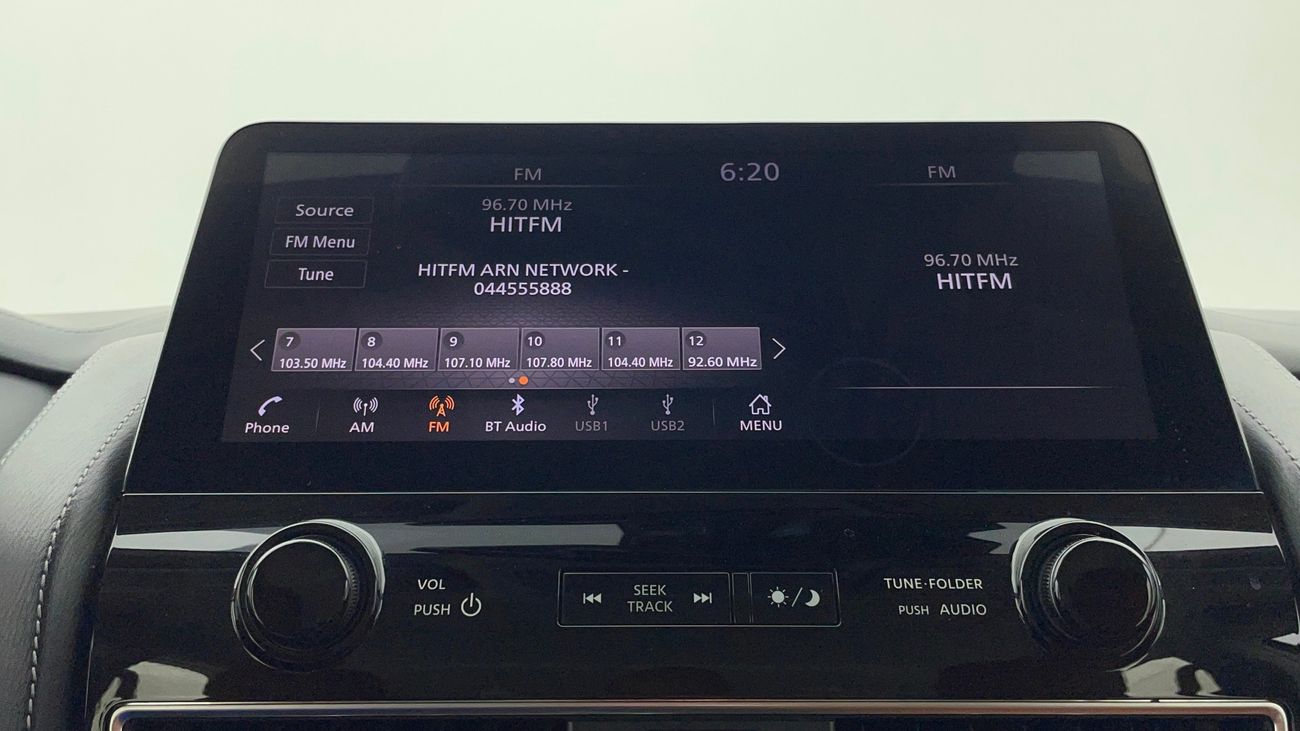 FM
6:20
FM
96.70 MHz
HITFM
Source
FM Menu
Tune
HITFM ARN NETWORK -
044555888
96.70 MHz
HITFM
7
103.50 MHz
8
104.40 MHz
9
107.10 MHz
10
107.80 MHz
11
104.40 MHz
12
92.60 MHz
Phone
AM
FM
BT Audio
USB1
USB2
MENU
VOL
PUSH
SEEK
TRACK
TUNE·FOLDER
PUSH AUDIO